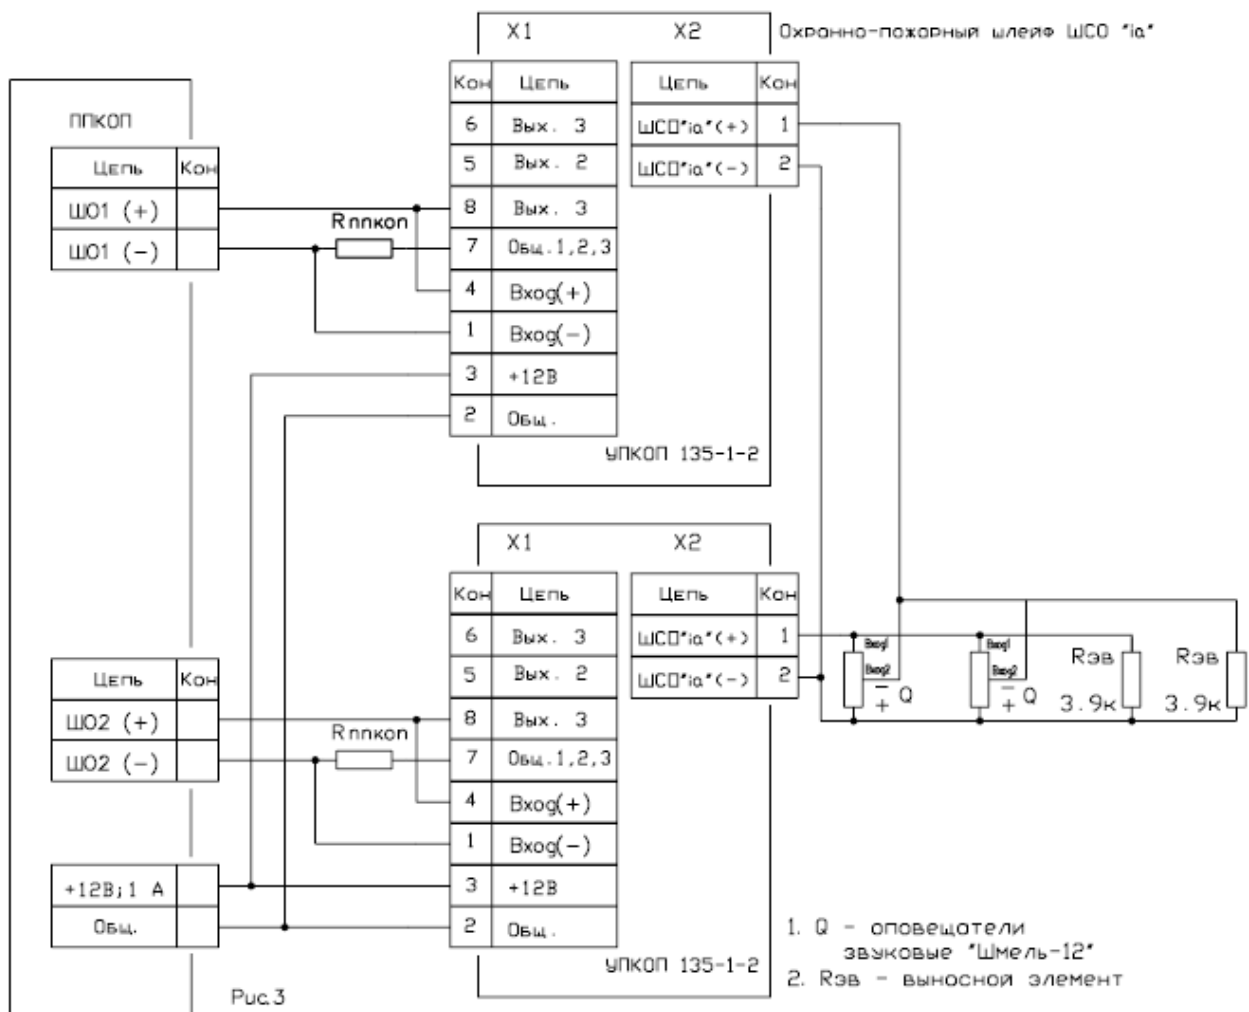 X1 X2 Охранно-пожарный шлейф ШСО "ia"
ППКОП
Цепь Кон
ШО1 (+)
ШО1 (-)
Rппкоп
Кон Цепь
6 Вых. 3
5 Вых. 2
8 Вых. 3
7 Общ.1,2,3
4 Вход(+)
1 Вход(-)
3 +12В
2 Общ.
Цепь Кон
ШСО"ia"(+) 1
ШСО"ia"(-) 2
УПКОП 135-1-2
X1 X2
Цепь Кон
ШО2 (+)
ШО2 (-)
+12В;1 А
Общ.
Rппкоп
Кон Цепь
6 Вых. 3
5 Вых. 2
8 Вых. 3
7 Общ.1,2,3
4 Вход(+)
1 Вход(-)
3 +12В
2 Общ.
Цепь Кон
ШСО"ia"(+) 1
ШСО"ia"(-) 2
УПКОП 135-1-2
Вход1
Вход2
- + Q
Вход1
Вход2
- + Q
Rэв
3.9к
Rэв
3.9к
1. Q - оповещатели
звуковые "Шмель-12"
2. Rэв - выносной элемент
Рис.3